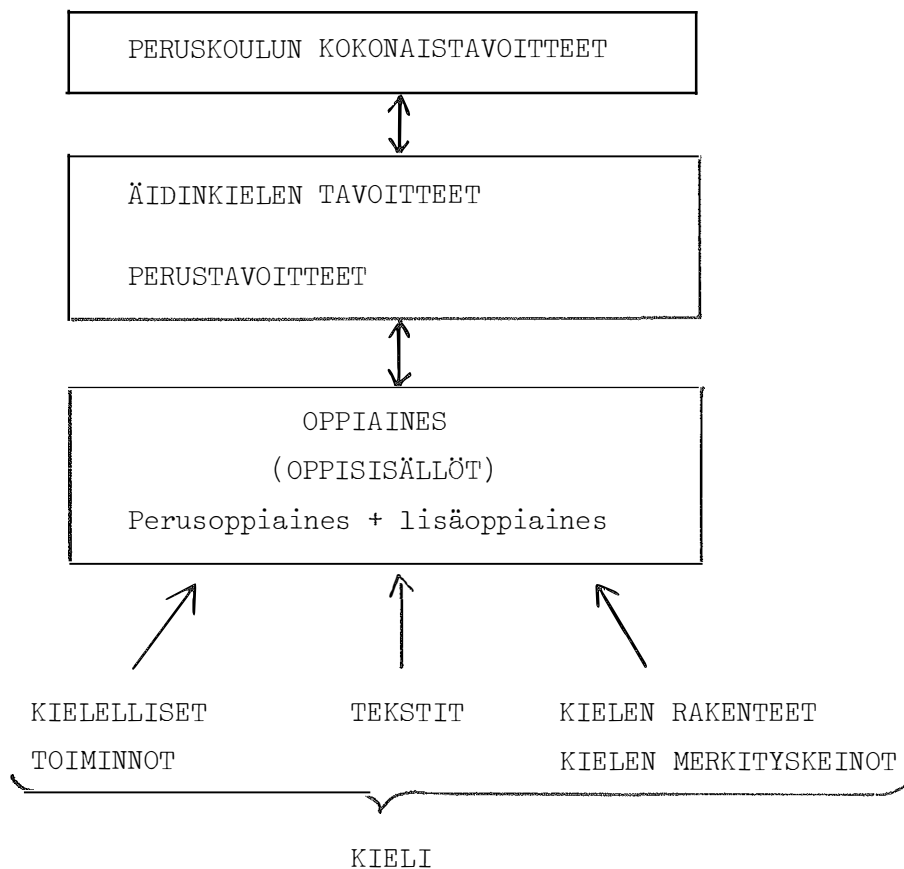 PERUSKOULUN KOKONAISTAVOITTEET
ÄIDINKIELEN TAVOITTEET
PERUSTAVOITTEET
OPPIAINES
(OPPISISÄLLÖT)
Perusoppiaines + lisäoppiaines
KIELELLISET
TOIMINNOT
TEKSTIT
KIELEN RAKENTEET
KIELEN MERKITYSKEINOT
KIELI